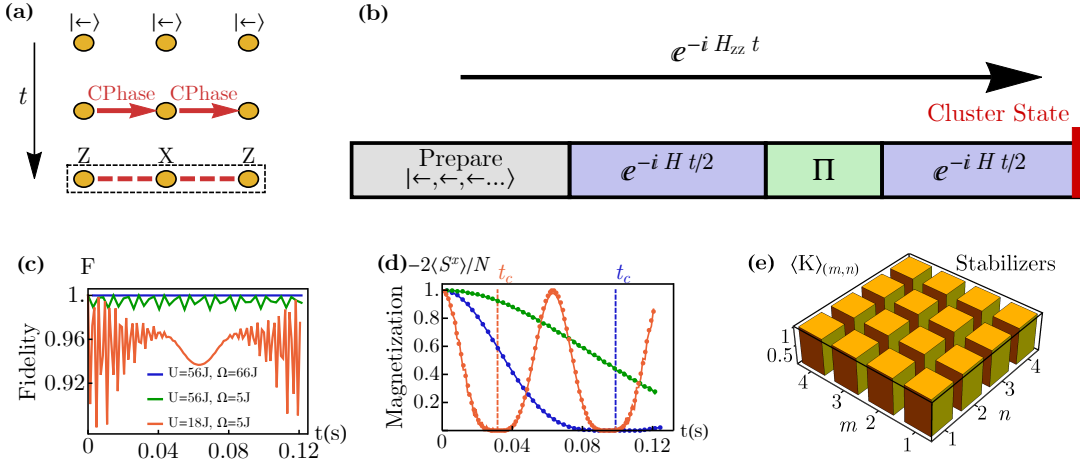 (a)
|←⟩ |←⟩ |←⟩
t
CPhase CPhase
Z X Z
(b)
e^{-i H_{zz} t}
Cluster State
Prepare
|←,←,←...⟩
e^{-i H t/2}
Π
e^{-i H t/2}
(c)
F
Fidelity
1.
0.96
0.92
U=56J, Ω=66J
U=56J, Ω=5J
U=18J, Ω=5J
0 0.04 0.08 0.12
t(s)
(d)
-2⟨S^x⟩/N
t_c t_c
Magnetization
1.0
0.8
0.6
0.4
0.2
0 0.04 0.08 0.12
t(s)
(e)
⟨K⟩_{(m,n)}
Stabilizers
1
0.5
4 3 2 1
m
1 2 3 4
n